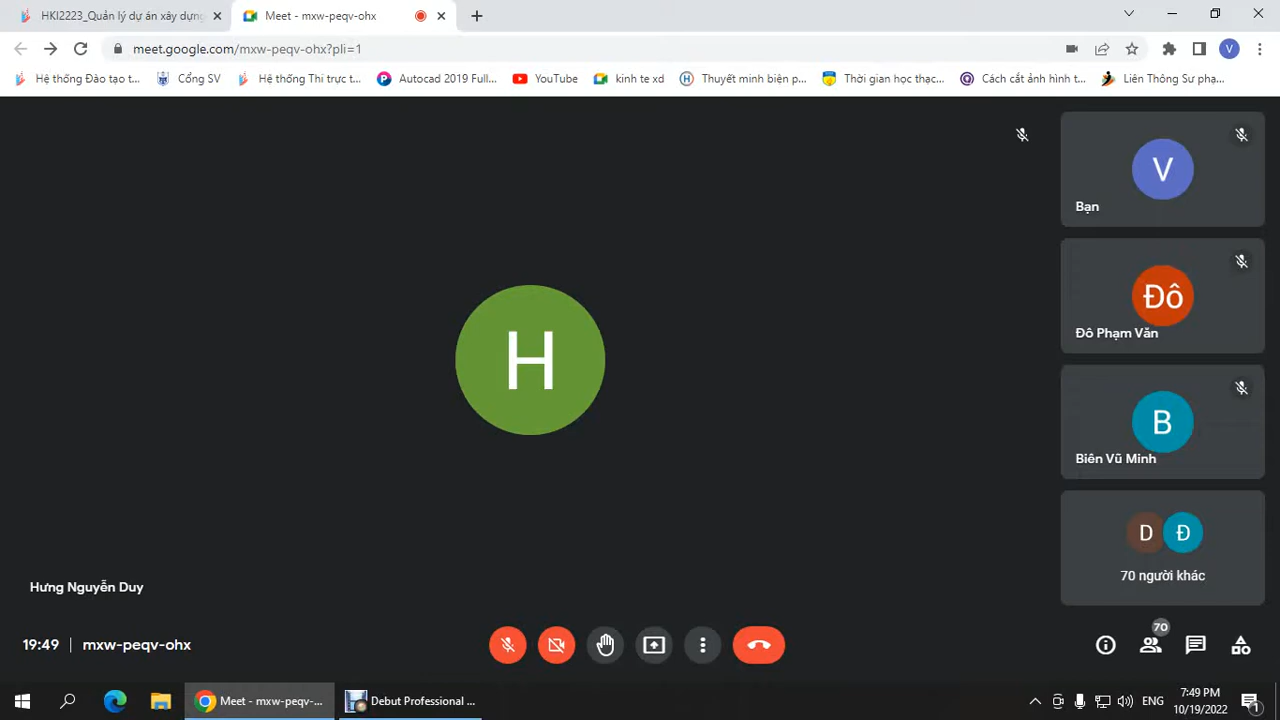 HKI2223_Quản lý dự án xây dựng
Meet - mxw-peqv-ohx
meet.google.com/mxw-peqv-ohx?pli=1
V
Hệ thống Đào tạo t...
Cổng SV
Hệ thống Thi trực t...
Autocad 2019 Full...
YouTube
kinh te xd
Thuyết minh biện p...
Thời gian học thạc...
Cách cắt ảnh hình t...
Liên Thông Sư phạ...
V
Bạn
Đô
Đô Phạm Văn
H
B
Biên Vũ Minh
D Đ
70 người khác
Hưng Nguyễn Duy
19:49 | mxw-peqv-ohx
70
Meet - mxw-peqv-...
Debut Professional ...
ENG
7:49 PM
10/19/2022
1